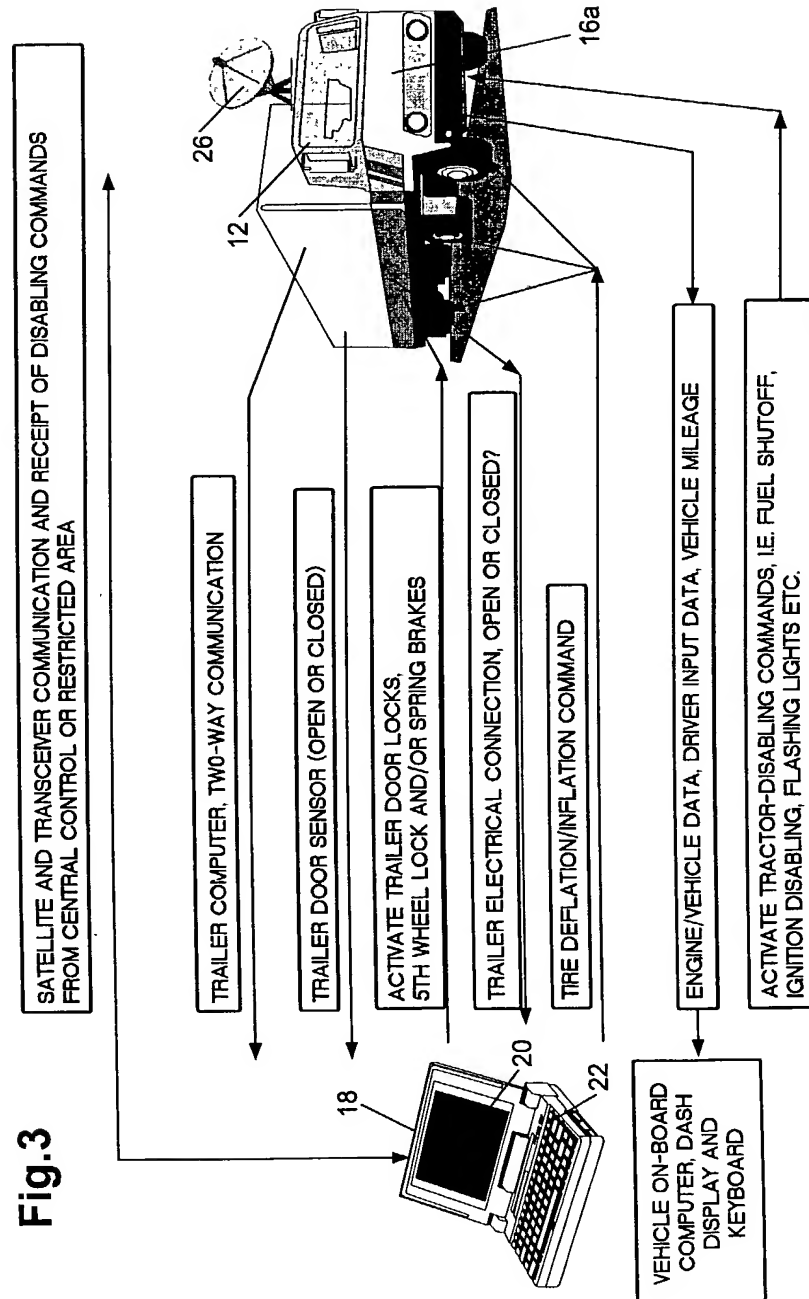 Fig.3
SATELLITE AND TRANSCEIVER COMMUNICATION AND RECEIPT OF DISABLING COMMANDS
FROM CENTRAL CONTROL OR RESTRICTED AREA
26
12
16a
TRAILER COMPUTER, TWO-WAY COMMUNICATION
TRAILER DOOR SENSOR (OPEN OR CLOSED)
ACTIVATE TRAILER DOOR LOCKS,
5TH WHEEL LOCK AND/OR SPRING BRAKES
TRAILER ELECTRICAL CONNECTION, OPEN OR CLOSED?
TIRE DEFLATION/INFLATION COMMAND
18
20
22
VEHICLE ON-BOARD
COMPUTER, DASH
DISPLAY AND
KEYBOARD
ENGINE/VEHICLE DATA, DRIVER INPUT DATA, VEHICLE MILEAGE
ACTIVATE TRACTOR-DISABLING COMMANDS, I.E. FUEL SHUTOFF,
IGNITION DISABLING, FLASHING LIGHTS ETC.